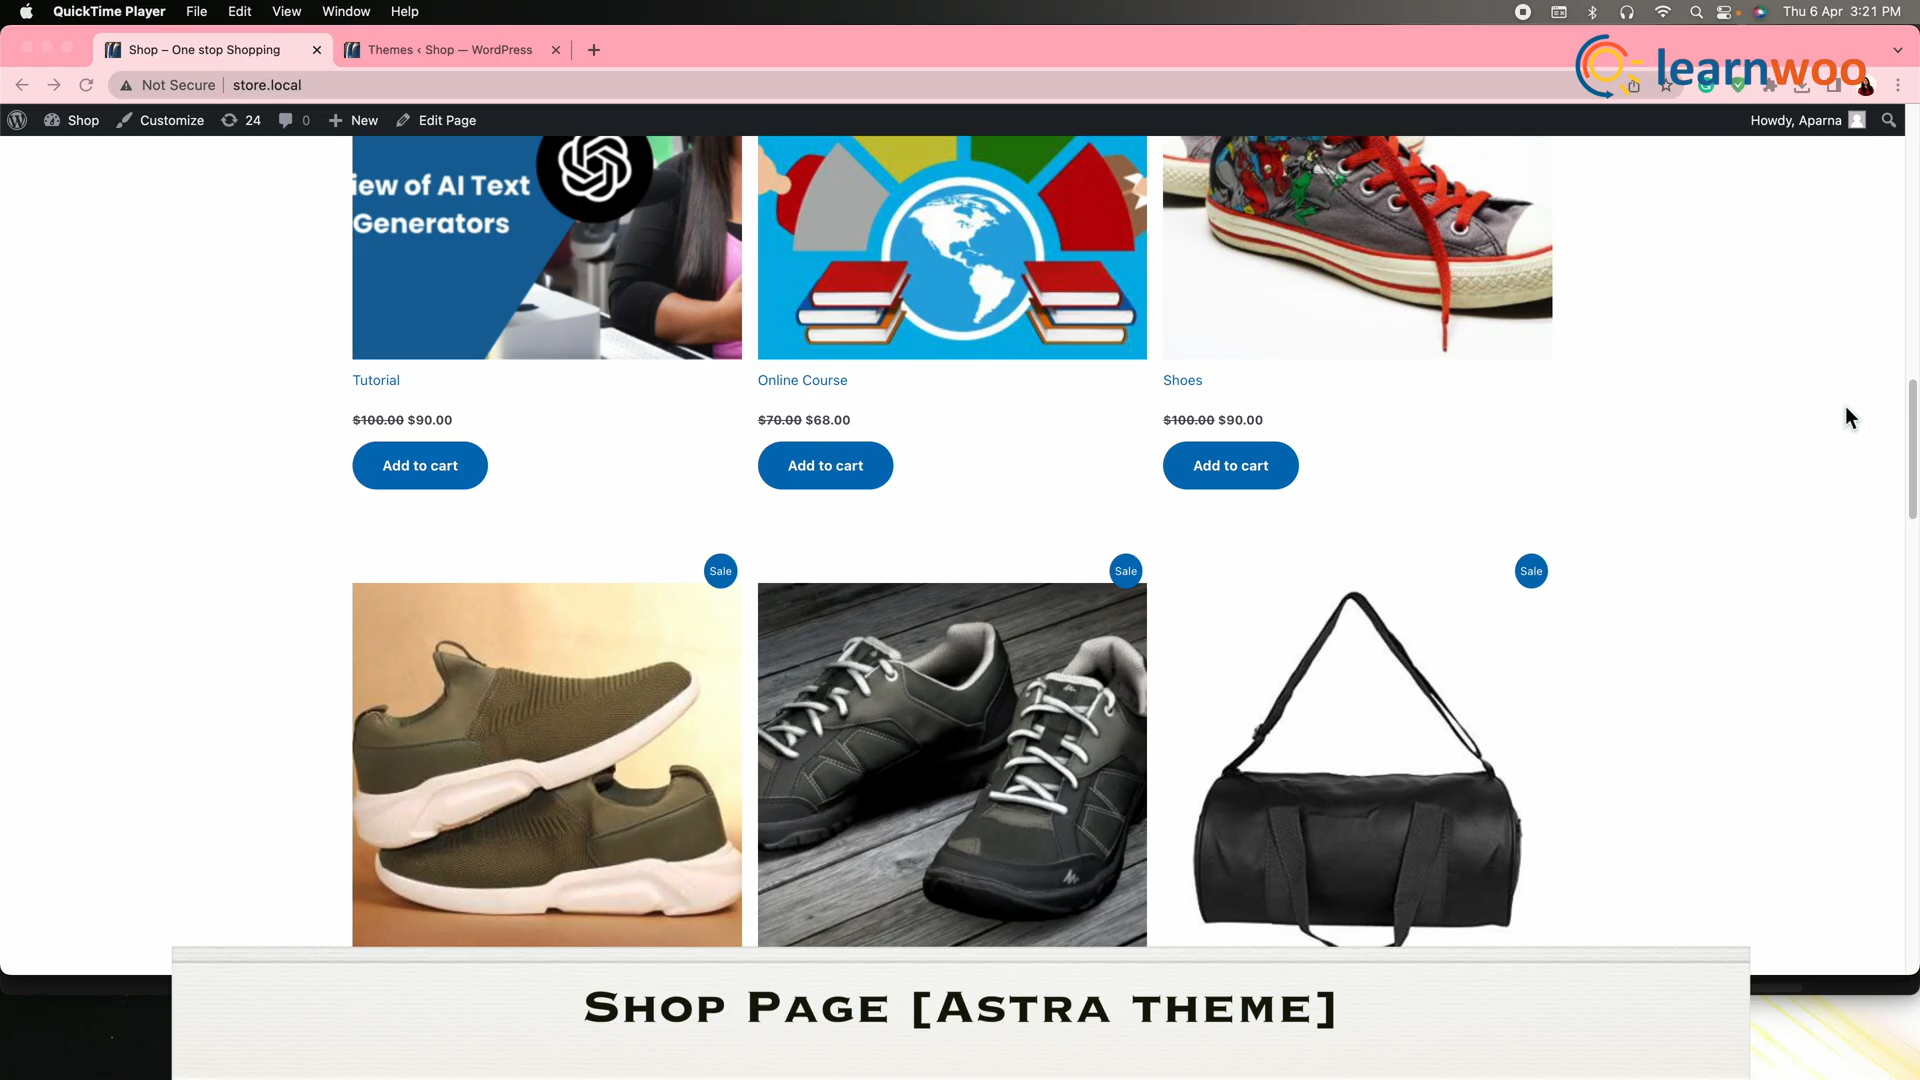 QuickTime Player File Edit View Window Help Thu 6 Apr 3:21 PM
Shop – One stop Shopping Themes ‹ Shop — WordPress
learnwoo
Not Secure store.local
Shop Customize 24 0 New Edit Page Howdy, Aparna
iew of AI Text
Generators
Tutorial Online Course Shoes
$100.00 $90.00 $70.00 $68.00 $100.00 $90.00
Add to cart Add to cart Add to cart
Sale Sale Sale
Shop Page [Astra theme]